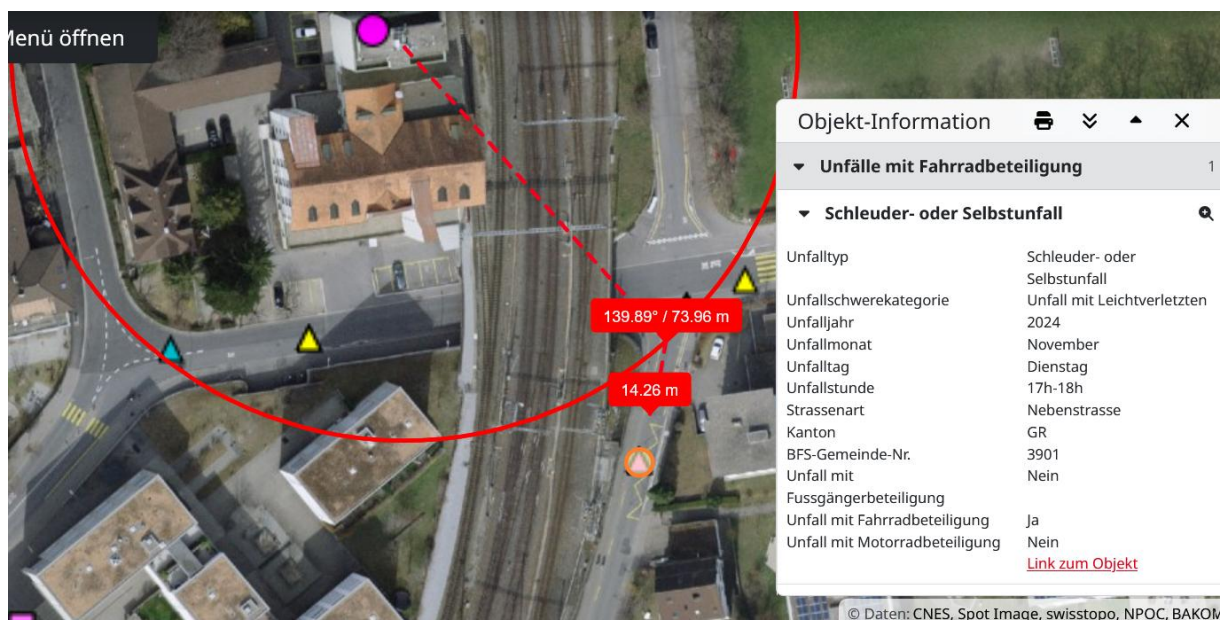 Menü öffnen
139.89° / 73.96 m
14.26 m
Objekt-Information
Unfälle mit Fahrradbeteiligung 1
Schleuder- oder Selbstunfall
Unfalltyp Schleuder- oder
Selbstunfall
Unfallschwerekategorie Unfall mit Leichtverletzten
Unfalljahr 2024
Unfallmonat November
Unfalltag Dienstag
Unfallstunde 17h-18h
Strassenart Nebenstrasse
Kanton GR
BFS-Gemeinde-Nr. 3901
Unfall mit Nein
Fussgängerbeteiligung
Unfall mit Fahrradbeteiligung Ja
Unfall mit Motorradbeteiligung Nein
Link zum Objekt
© Daten: CNES, Spot Image, swisstopo, NPOC, BAKOM